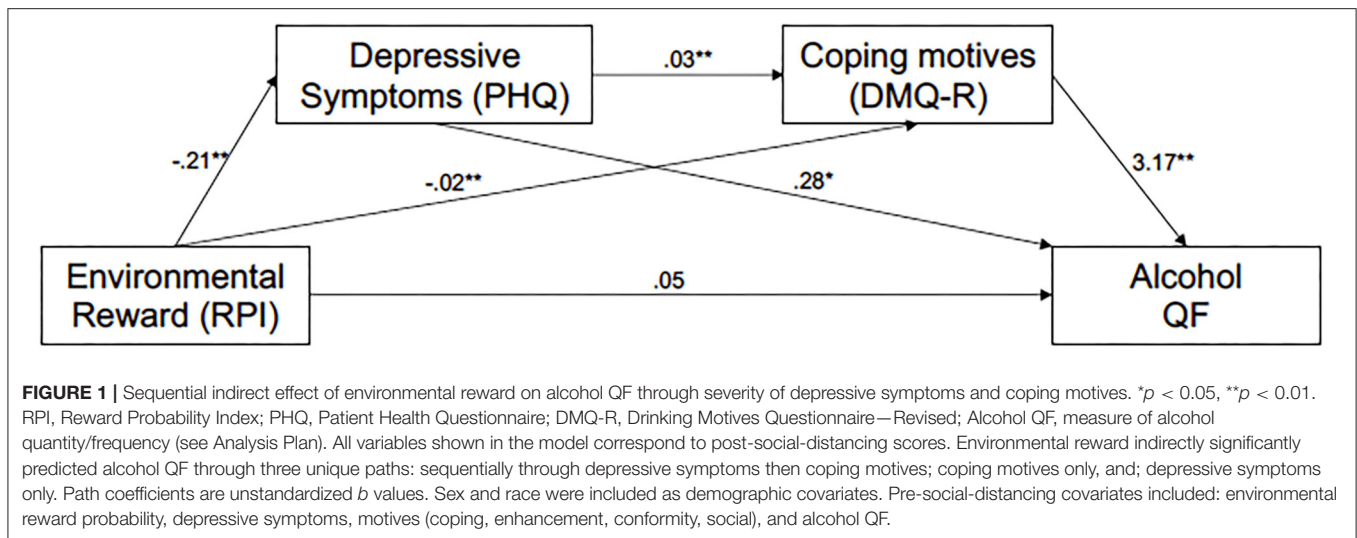 Depressive
Symptoms (PHQ)
.03**
Coping motives
(DMQ-R)
-.21**
-.02**
.28*
3.17**
Environmental
Reward (RPI)
.05
Alcohol
QF
FIGURE 1 | Sequential indirect effect of environmental reward on alcohol QF through severity of depressive symptoms and coping motives. *p < 0.05, **p < 0.01.
RPI, Reward Probability Index; PHQ, Patient Health Questionnaire; DMQ-R, Drinking Motives Questionnaire—Revised; Alcohol QF, measure of alcohol
quantity/frequency (see Analysis Plan). All variables shown in the model correspond to post-social-distancing scores. Environmental reward indirectly significantly
predicted alcohol QF through three unique paths: sequentially through depressive symptoms then coping motives; coping motives only, and; depressive symptoms
only. Path coefficients are unstandardized b values. Sex and race were included as demographic covariates. Pre-social-distancing covariates included: environmental
reward probability, depressive symptoms, motives (coping, enhancement, conformity, social), and alcohol QF.